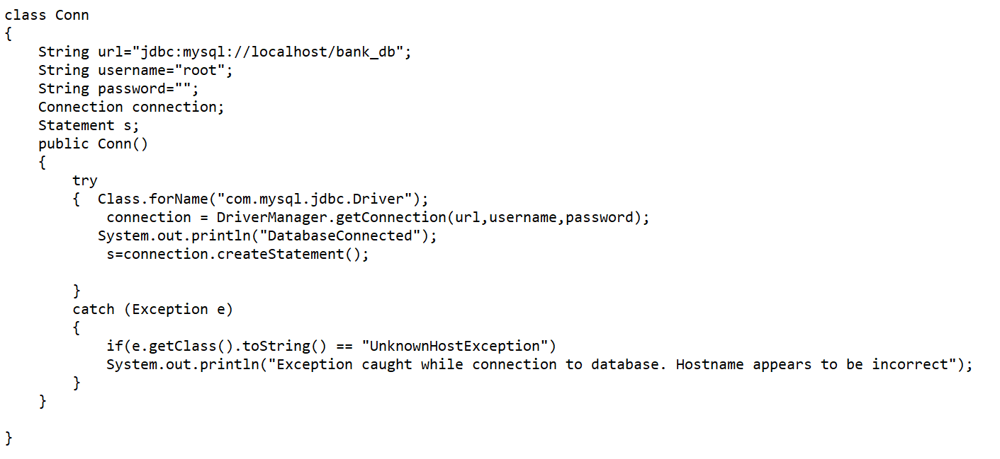 class Conn
{
    String url="jdbc:mysql://localhost/bank_db";
    String username="root";
    String password="";
    Connection connection;
    Statement s;
    public Conn()
    {
        try
        {  Class.forName("com.mysql.jdbc.Driver");
            connection = DriverManager.getConnection(url,username,password);
           System.out.println("DatabaseConnected");
            s=connection.createStatement();

        }
        catch (Exception e)
        {
            if(e.getClass().toString() == "UnknownHostException")
            System.out.println("Exception caught while connection to database. Hostname appears to be incorrect");
        }
    }

}